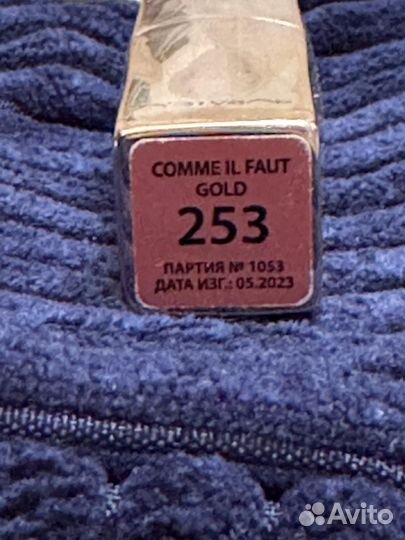 COMME IL FAUT
GOLD
253
ПАРТИЯ № 1053
ДАТА ИЗГ.: 05.2023
Avito